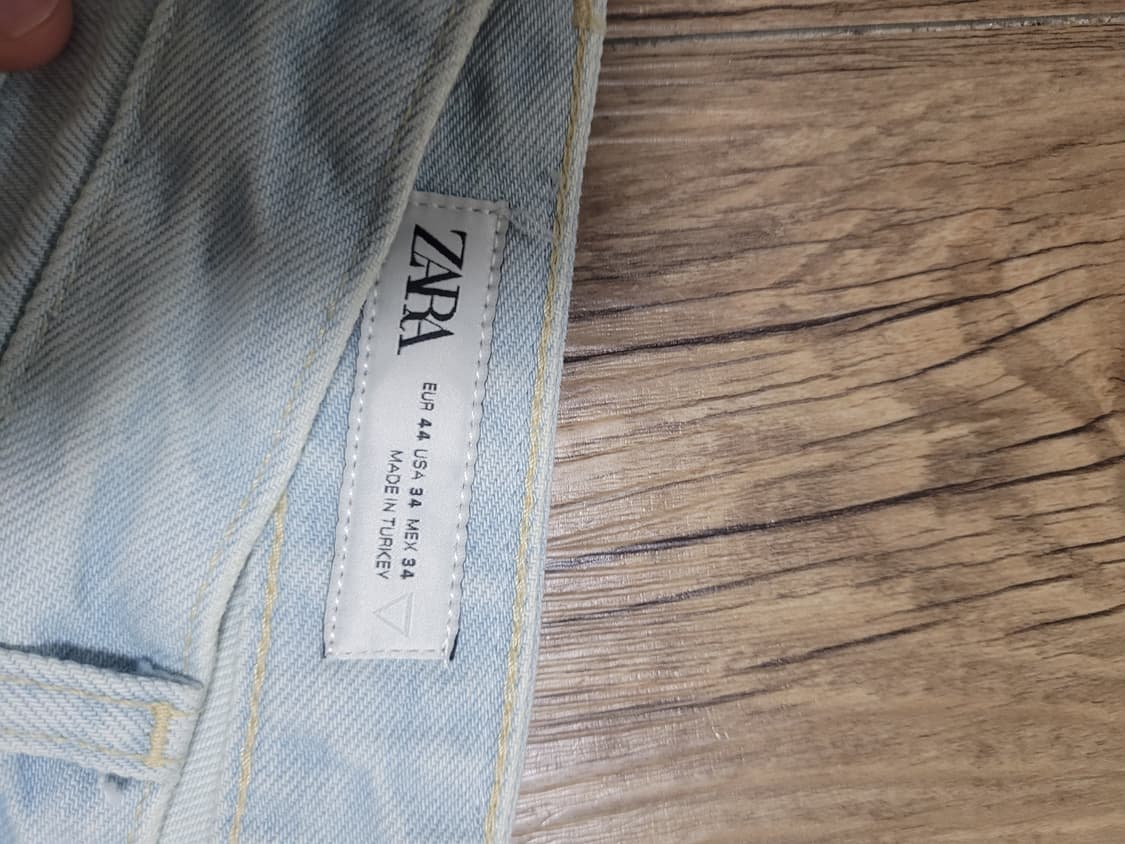 ZARA
EUR 44 USA 34 MEX 34
MADE IN TURKEY